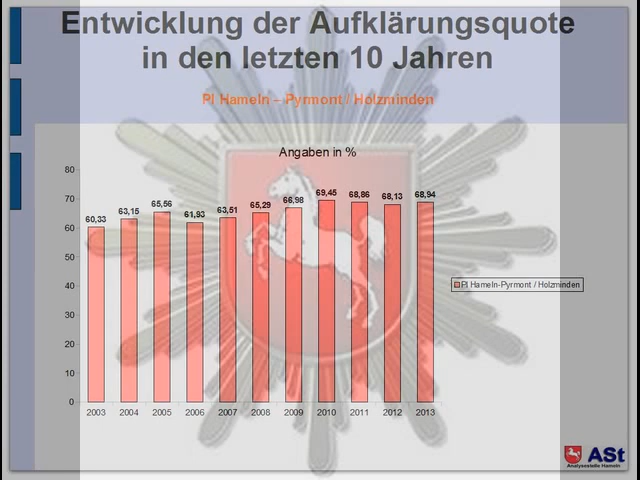 Entwicklung der Aufklärungsquote
in den letzten 10 Jahren
PI Hameln – Pyrmont / Holzminden
Angaben in %
80
70
60
50
40
30
20
10
0
60,33 63,15 65,56 61,93 63,51 65,29 66,98 69,45 68,86 68,13 68,94
2003 2004 2005 2006 2007 2008 2009 2010 2011 2012 2013
PI Hameln-Pyrmont / Holzminden
ASt
Analysestelle Hameln